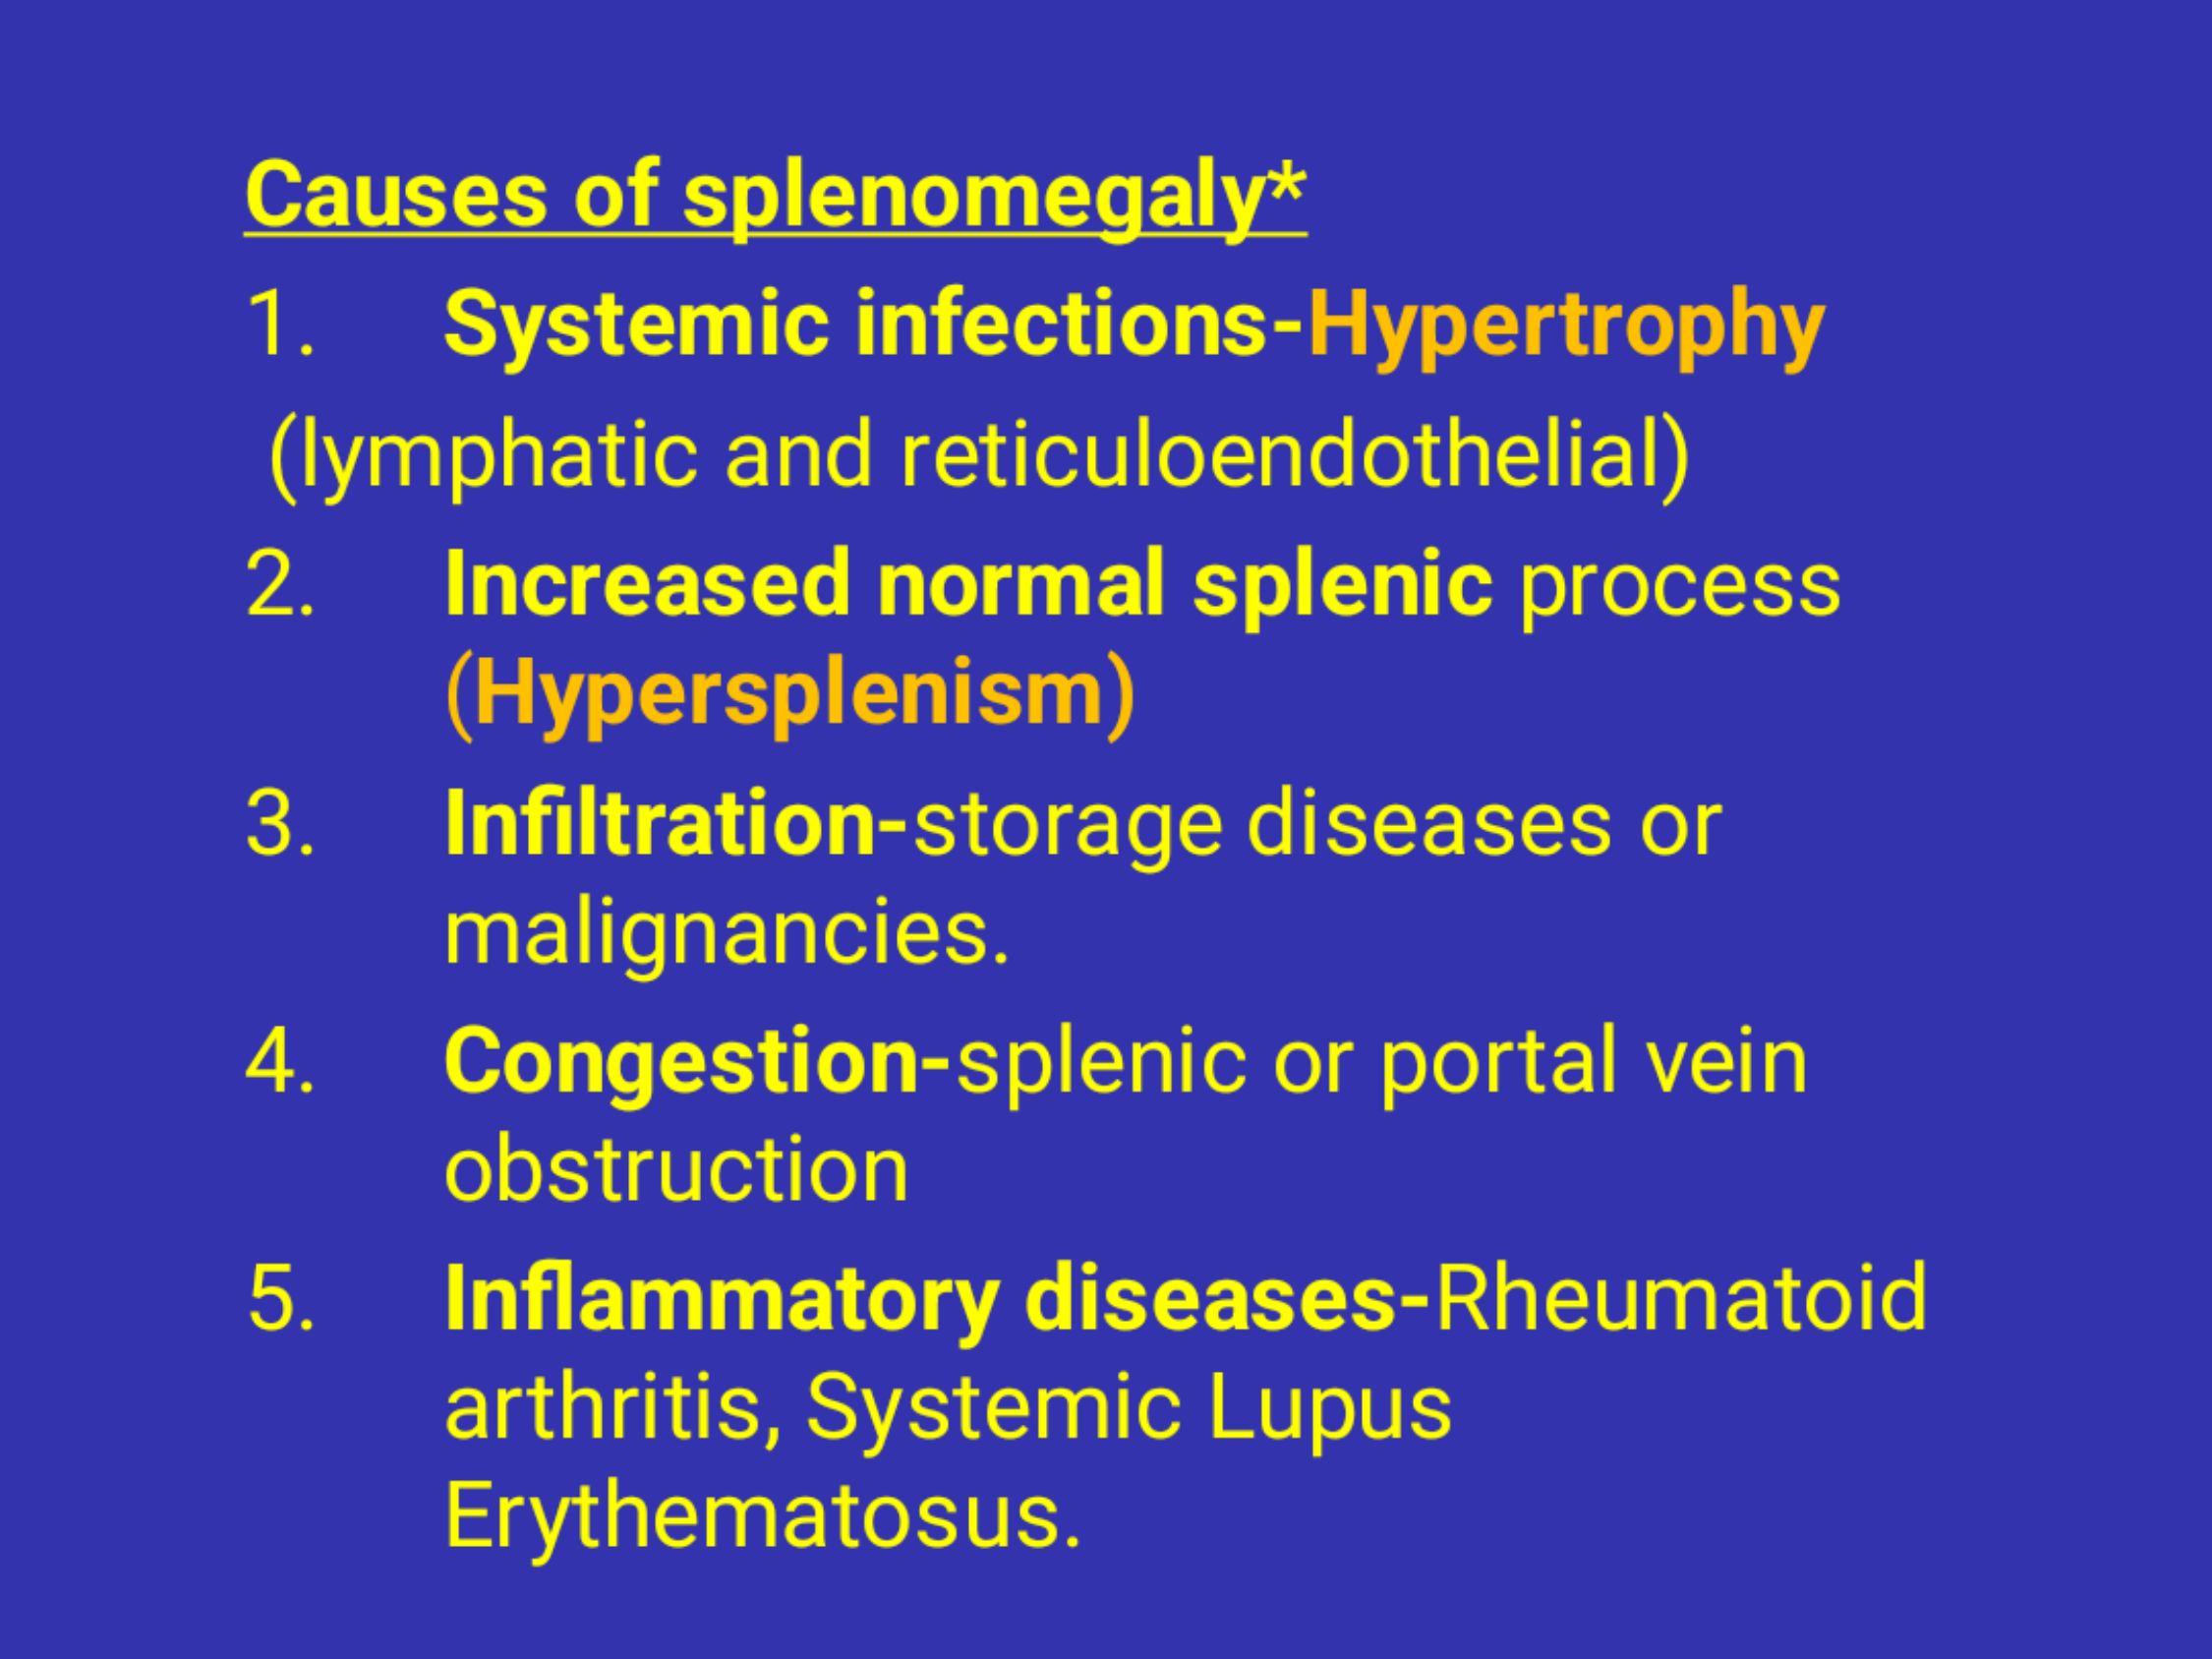 Causes of splenomegaly*
1. Systemic infections-Hypertrophy
(lymphatic and reticuloendothelial)
2. Increased normal splenic process
(Hypersplenism)
3. Infiltration-storage diseases or
malignancies.
4. Congestion-splenic or portal vein
obstruction
5. Inflammatory diseases-Rheumatoid
arthritis, Systemic Lupus
Erythematosus.